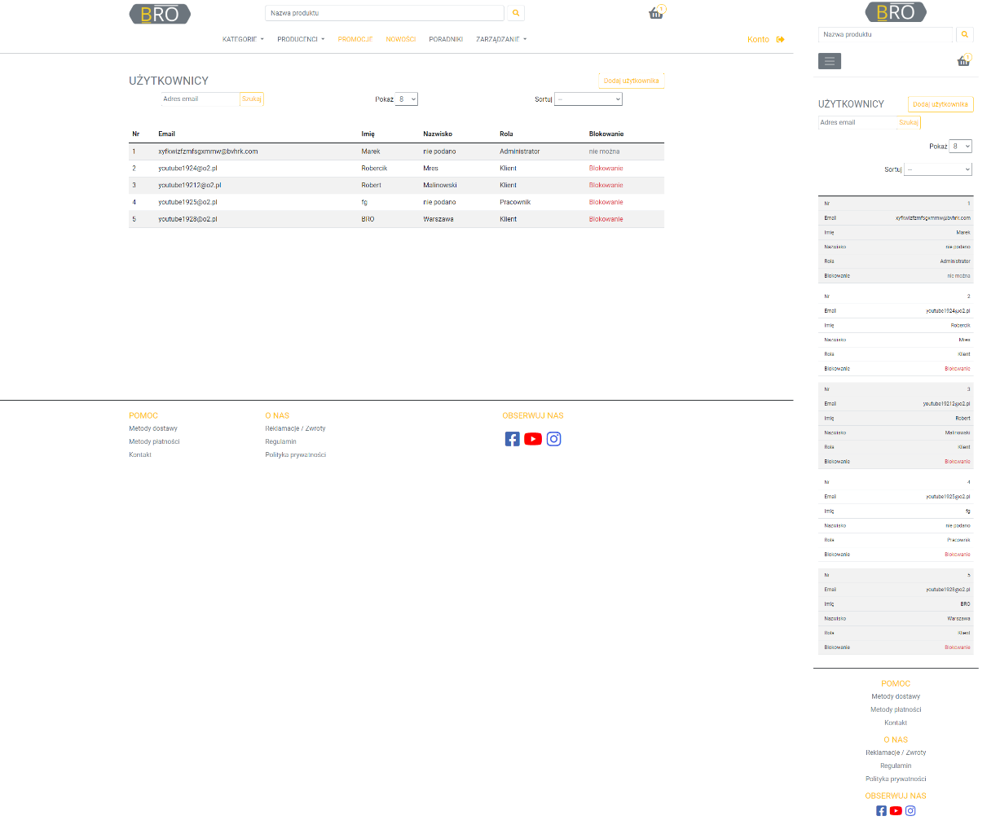 BRO
Nazwa produktu
1
KATEGORIE PRODUCENCI PROMOCJE NOWOŚCI PORADNIKI ZARZĄDZANIE Konto
UŻYTKOWNICY Dodaj użytkownika
Adres email Szukaj Pokaż 8 Sortuj --
Nr Email Imię Nazwisko Rola Blokowanie
1 xyfkwizfzmfsgxmrnw@bvhrk.com Marek nie podano Administrator nie można
2 youtube1924@o2.pl Robercik Mres Klient Blokowanie
3 youtube19212@o2.pl Robert Malinowski Klient Blokowanie
4 youtube1925@o2.pl fg nie podano Pracownik Blokowanie
5 youtube1928@o2.pl BRO Warszawa Klient Blokowanie
POMOC O NAS OBSERWUJ NAS
Metody dostawy Reklamacje / Zwroty
Metody płatności Regulamin
Kontakt Polityka prywatności
BRO
Nazwa produktu
1
UŻYTKOWNICY Dodaj użytkownika
Adres email Szukaj
Pokaż 8
Sortuj --
Nr 1
Email xyfkwizfzmfsgxmrnw@bvhrk.com
Imię Marek
Nazwisko nie podano
Rola Administrator
Blokowanie nie można
Nr 2
Email youtube1924@o2.pl
Imię Robercik
Nazwisko Mres
Rola Klient
Blokowanie Blokowanie
Nr 3
Email youtube19212@o2.pl
Imię Robert
Nazwisko Malinowski
Rola Klient
Blokowanie Blokowanie
Nr 4
Email youtube1925@o2.pl
Imię fg
Nazwisko nie podano
Rola Pracownik
Blokowanie Blokowanie
Nr 5
Email youtube1928@o2.pl
Imię BRO
Nazwisko Warszawa
Rola Klient
Blokowanie Blokowanie
POMOC
Metody dostawy
Metody płatności
Kontakt
O NAS
Reklamacje / Zwroty
Regulamin
Polityka prywatności
OBSERWUJ NAS